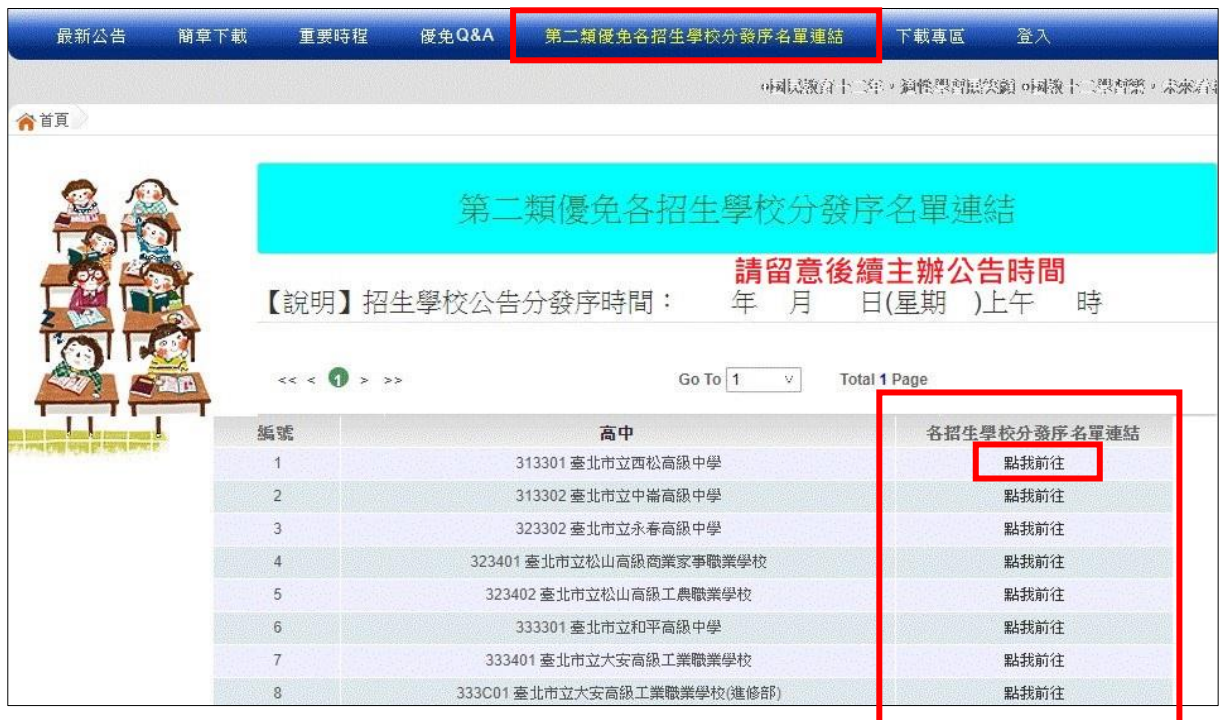 最新公告 簡章下載 重要時程 優免Q&A 第二類優免各招生學校分發序名單連結 下載專區 登入
首頁
第二類優免各招生學校分發序名單連結
請留意後續主辦公告時間
【說明】招生學校公告分發序時間： 年 月 日(星期 )上午 時
<< < 1 > >> Go To 1 Total 1 Page
編號 高中 各招生學校分發序名單連結
1 313301 臺北市立西松高級中學 點我前往
2 313302 臺北市立中崙高級中學 點我前往
3 323302 臺北市立永春高級中學 點我前往
4 323401 臺北市立松山高級商業家事職業學校 點我前往
5 323402 臺北市立松山高級工農職業學校 點我前往
6 333301 臺北市立和平高級中學 點我前往
7 333401 臺北市立大安高級工業職業學校 點我前往
8 333C01 臺北市立大安高級工業職業學校(進修部) 點我前往